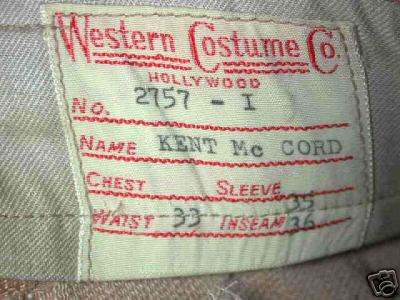 Western Costume Co.
HOLLYWOOD
No. 2757 - I
NAME KENT Mc CORD
CHEST SLEEVE 35
WAIST 33 INSEAM 36